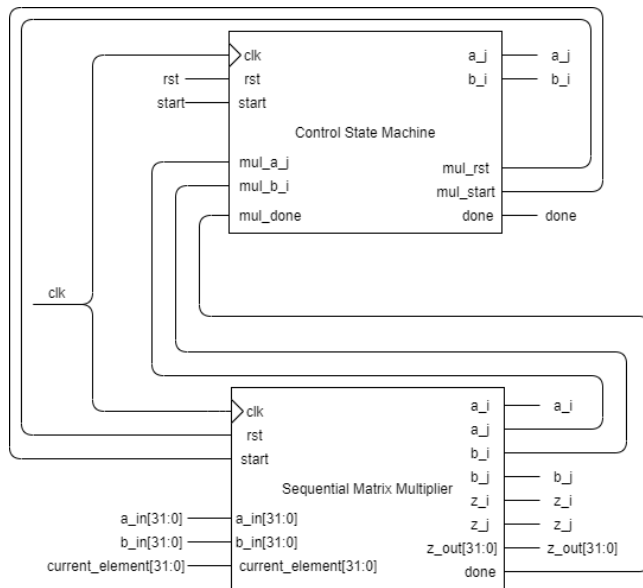 clk a_j a_j
rst rst b_i b_i
start start
Control State Machine
mul_a_j mul_rst
mul_b_i mul_start
mul_done done done
clk
a_i a_i
clk a_j
rst b_i
start b_j b_j
Sequential Matrix Multiplier z_i z_i
z_j z_j
a_in[31:0] a_in[31:0]
b_in[31:0] b_in[31:0] z_out[31:0] z_out[31:0]
current_element[31:0] current_element[31:0] done